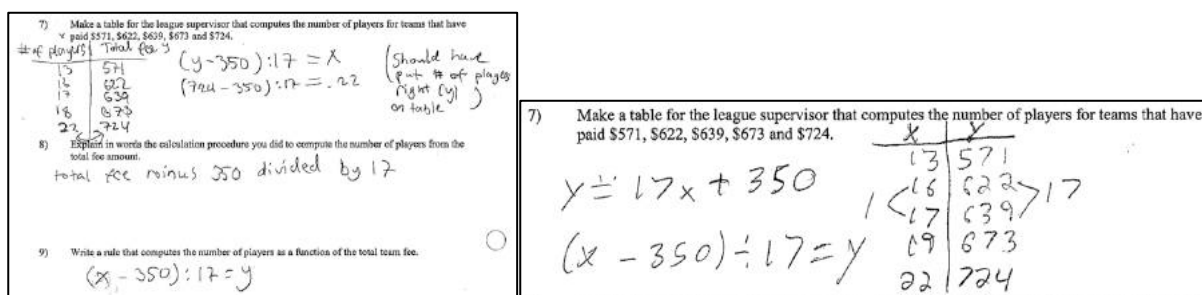 7) Make a table for the league supervisor that computes the number of players for teams that have
paid $571, $622, $639, $673 and $724.
# of players Total fee y
13 571
16 622
17 639
18 673
22 724
(y-350):17 = X
(724-350):17 = .22
(Should have
put # of players
right (y)
on table)
8) Explain in words the calculation procedure you did to compute the number of players from the
total fee amount.
total fee minus 350 divided by 17
9) Write a rule that computes the number of players as a function of the total team fee.
(x - 350):17 = y
7) Make a table for the league supervisor that computes the number of players for teams that have
paid $571, $622, $639, $673 and $724.
X Y
13 571
16 622
17 639
19 673
22 724
1 17
y = 17x + 350
(x - 350) ÷ 17 = y